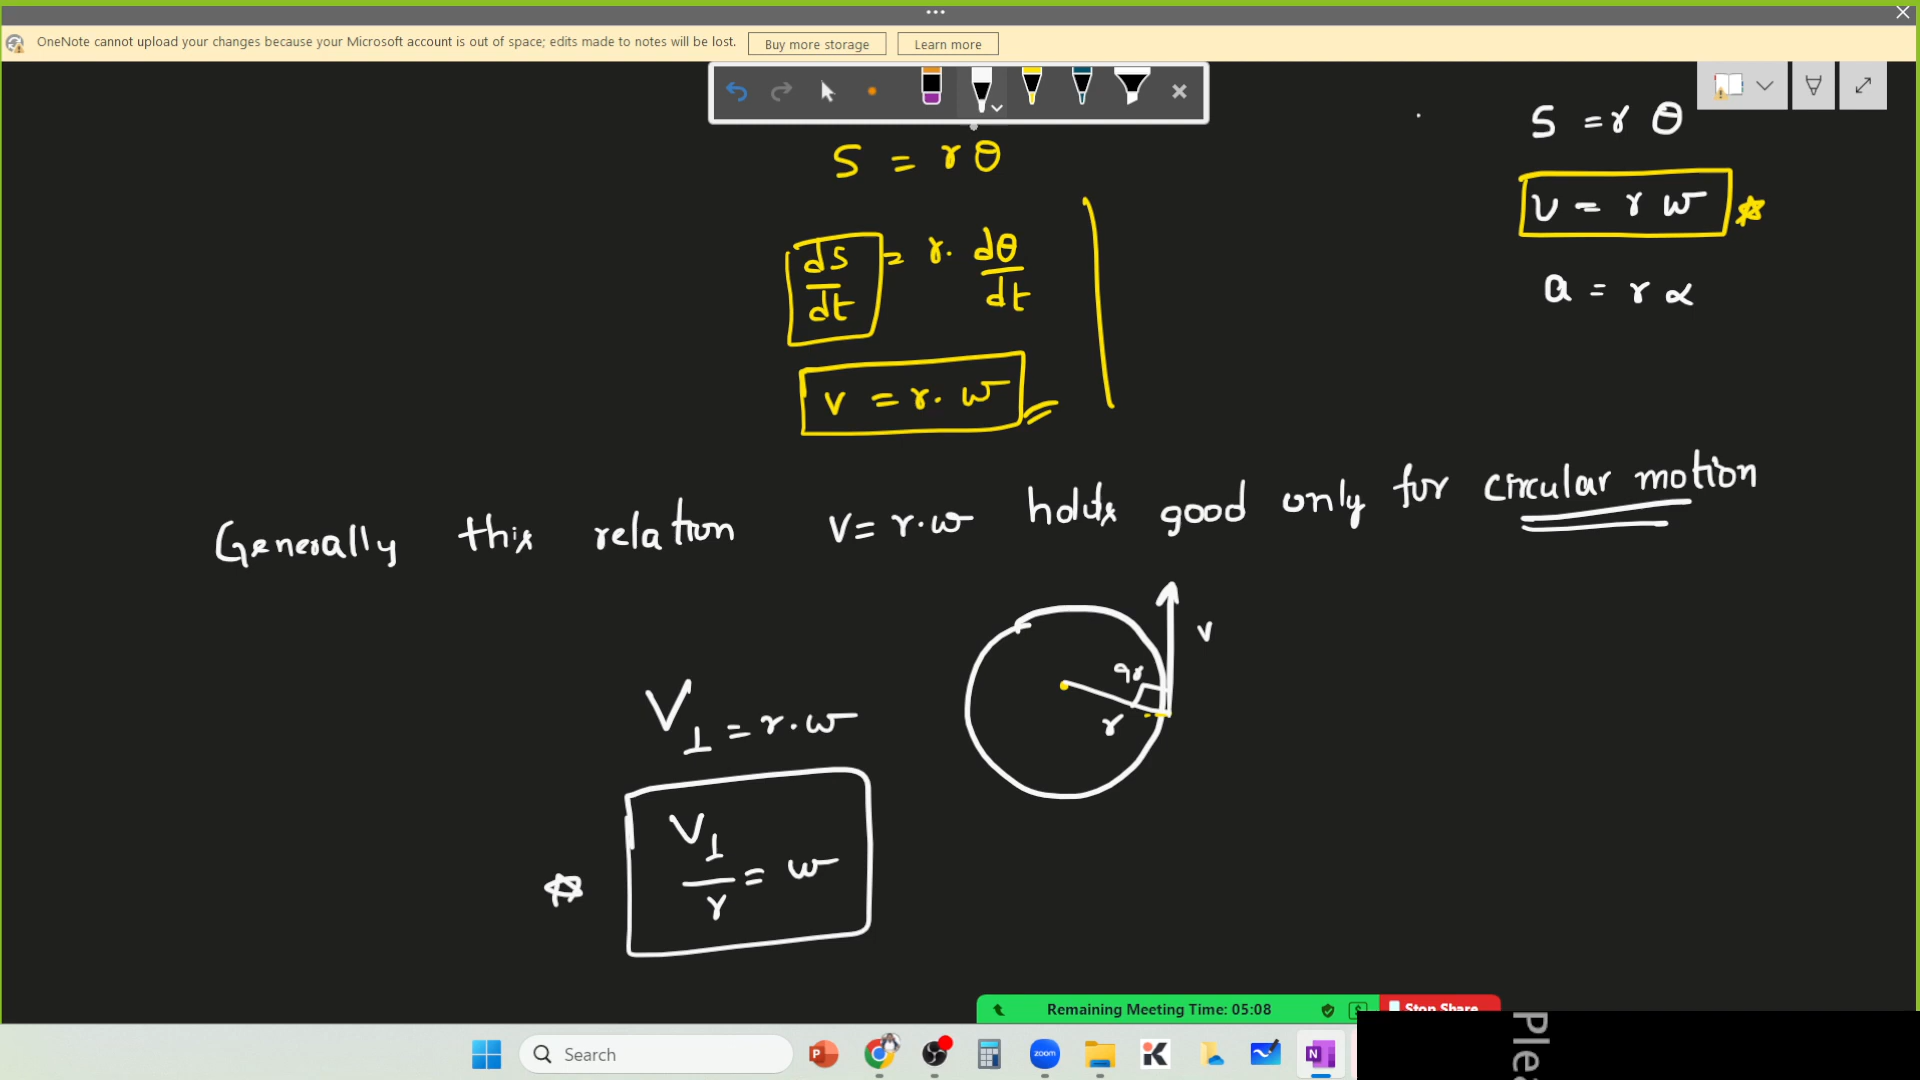 OneNote cannot upload your changes because your Microsoft account is out of space; edits made to notes will be lost. Buy more storage Learn more
S = r θ
dS/dt = r. dθ/dt
v = r. ω
S = r θ
v = r ω
a = r α
Generally this relation v = r.ω holds good only for circular motion
V⊥ = r.ω
V⊥/r = ω
v
90
r
Remaining Meeting Time: 05:08 Stop Share
Search
zoom